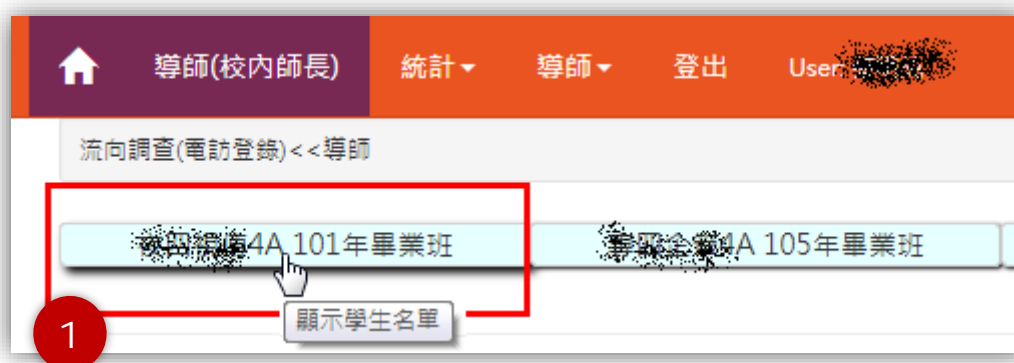 導師(校內師長) 統計 導師 登出 User
流向調查(電訪登錄)<<導師
4A 101年畢業班 4A 105年畢業班
顯示學生名單
1